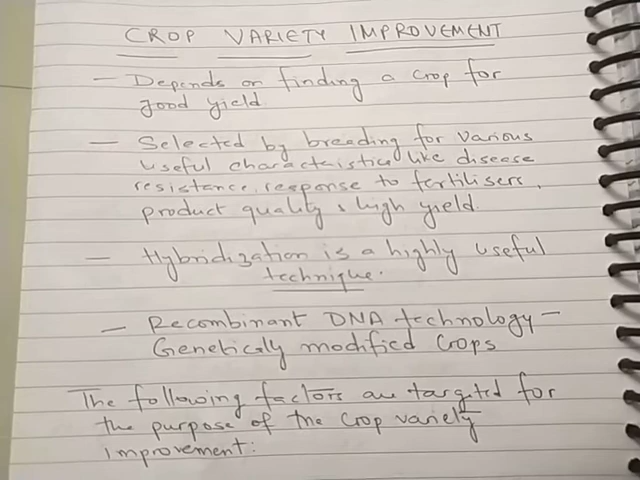 CROP VARIETY IMPROVEMENT
- Depends on finding a crop for
good yield
- Selected by breeding for various
useful characteristics like disease
resistance, response to fertilisers,
product quality & high yield.
- Hybridization is a highly useful
technique.
- Recombinant DNA technology -
Genetically modified crops
The following factors are targeted for
the purpose of the crop variety
improvement: